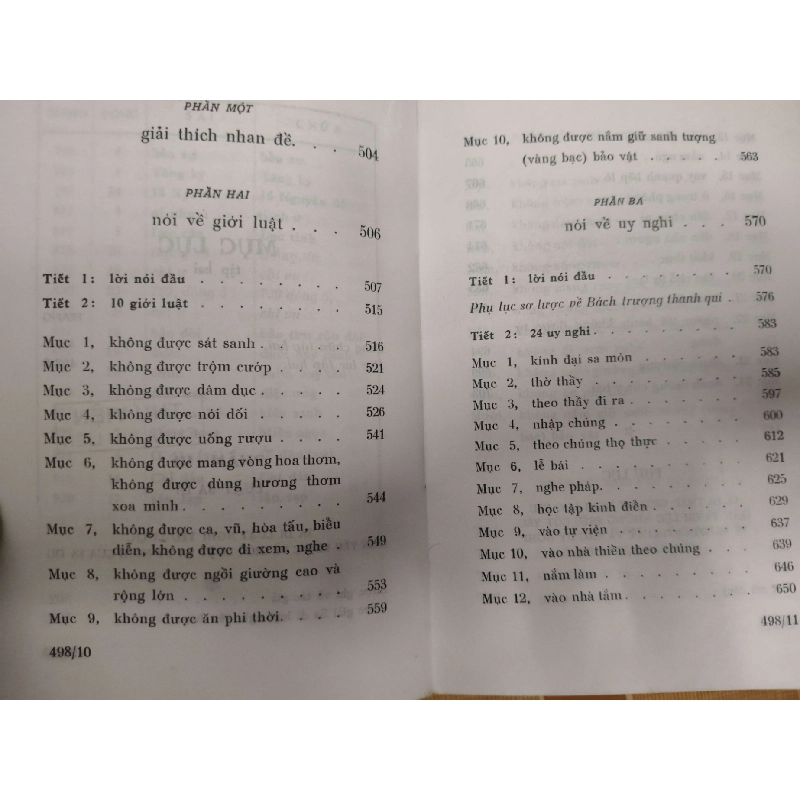 PHẦN MỘT
giải thích nhan đề. . . 504
PHẦN HAI
nói về giới luật . . . 506
Tiết 1: lời nói đầu . . . . . . . . 507
Tiết 2: 10 giới luật . . . . . . . . 515
Mục 1, không được sát sanh . . . . . 516
Mục 2, không được trộm cướp . . . . 521
Mục 3, không được dâm dục . . . . . 524
Mục 4, không được nói dối . . . . . 526
Mục 5, không được uống rượu . . . . 541
Mục 6, không được mang vòng hoa thơm,
không được dùng hương thơm
xoa mình . . . . . . . . . 544
Mục 7, không được ca, vũ, hòa tấu, biểu
diễn, không được đi xem, nghe . 549
Mục 8, không được ngồi giường cao và
rộng lớn . . . . . . . . . 553
Mục 9, không được ăn phi thời. . . . 559
498/10
Mục 10, không được nắm giữ sanh tượng
(vàng bạc) bảo vật . . . . . 563
PHẦN BA
nói về uy nghi . . . 570
Tiết 1: lời nói đầu . . . . . . . . 570
Phụ lục sơ lược về Bách trượng thanh qui . 576
Tiết 2: 24 uy nghi . . . . . . . . . 583
Mục 1, kính đại sa môn . . . . . . 583
Mục 2, thờ thầy . . . . . . . . . 585
Mục 3, theo thầy đi ra . . . . . . . 597
Mục 4, nhập chúng . . . . . . . . 600
Mục 5, theo chúng thọ thực . . . . . 612
Mục 6, lễ bái . . . . . . . . . . 621
Mục 7, nghe pháp. . . . . . . . . 625
Mục 8, học tập kinh điển . . . . . . 629
Mục 9, vào tự viện . . . . . . . . 637
Mục 10, vào nhà thiền theo chúng . . . 639
Mục 11, nắm làm . . . . . . . . . 646
Mục 12, vào nhà tắm . . . . . . . . 650
498/11